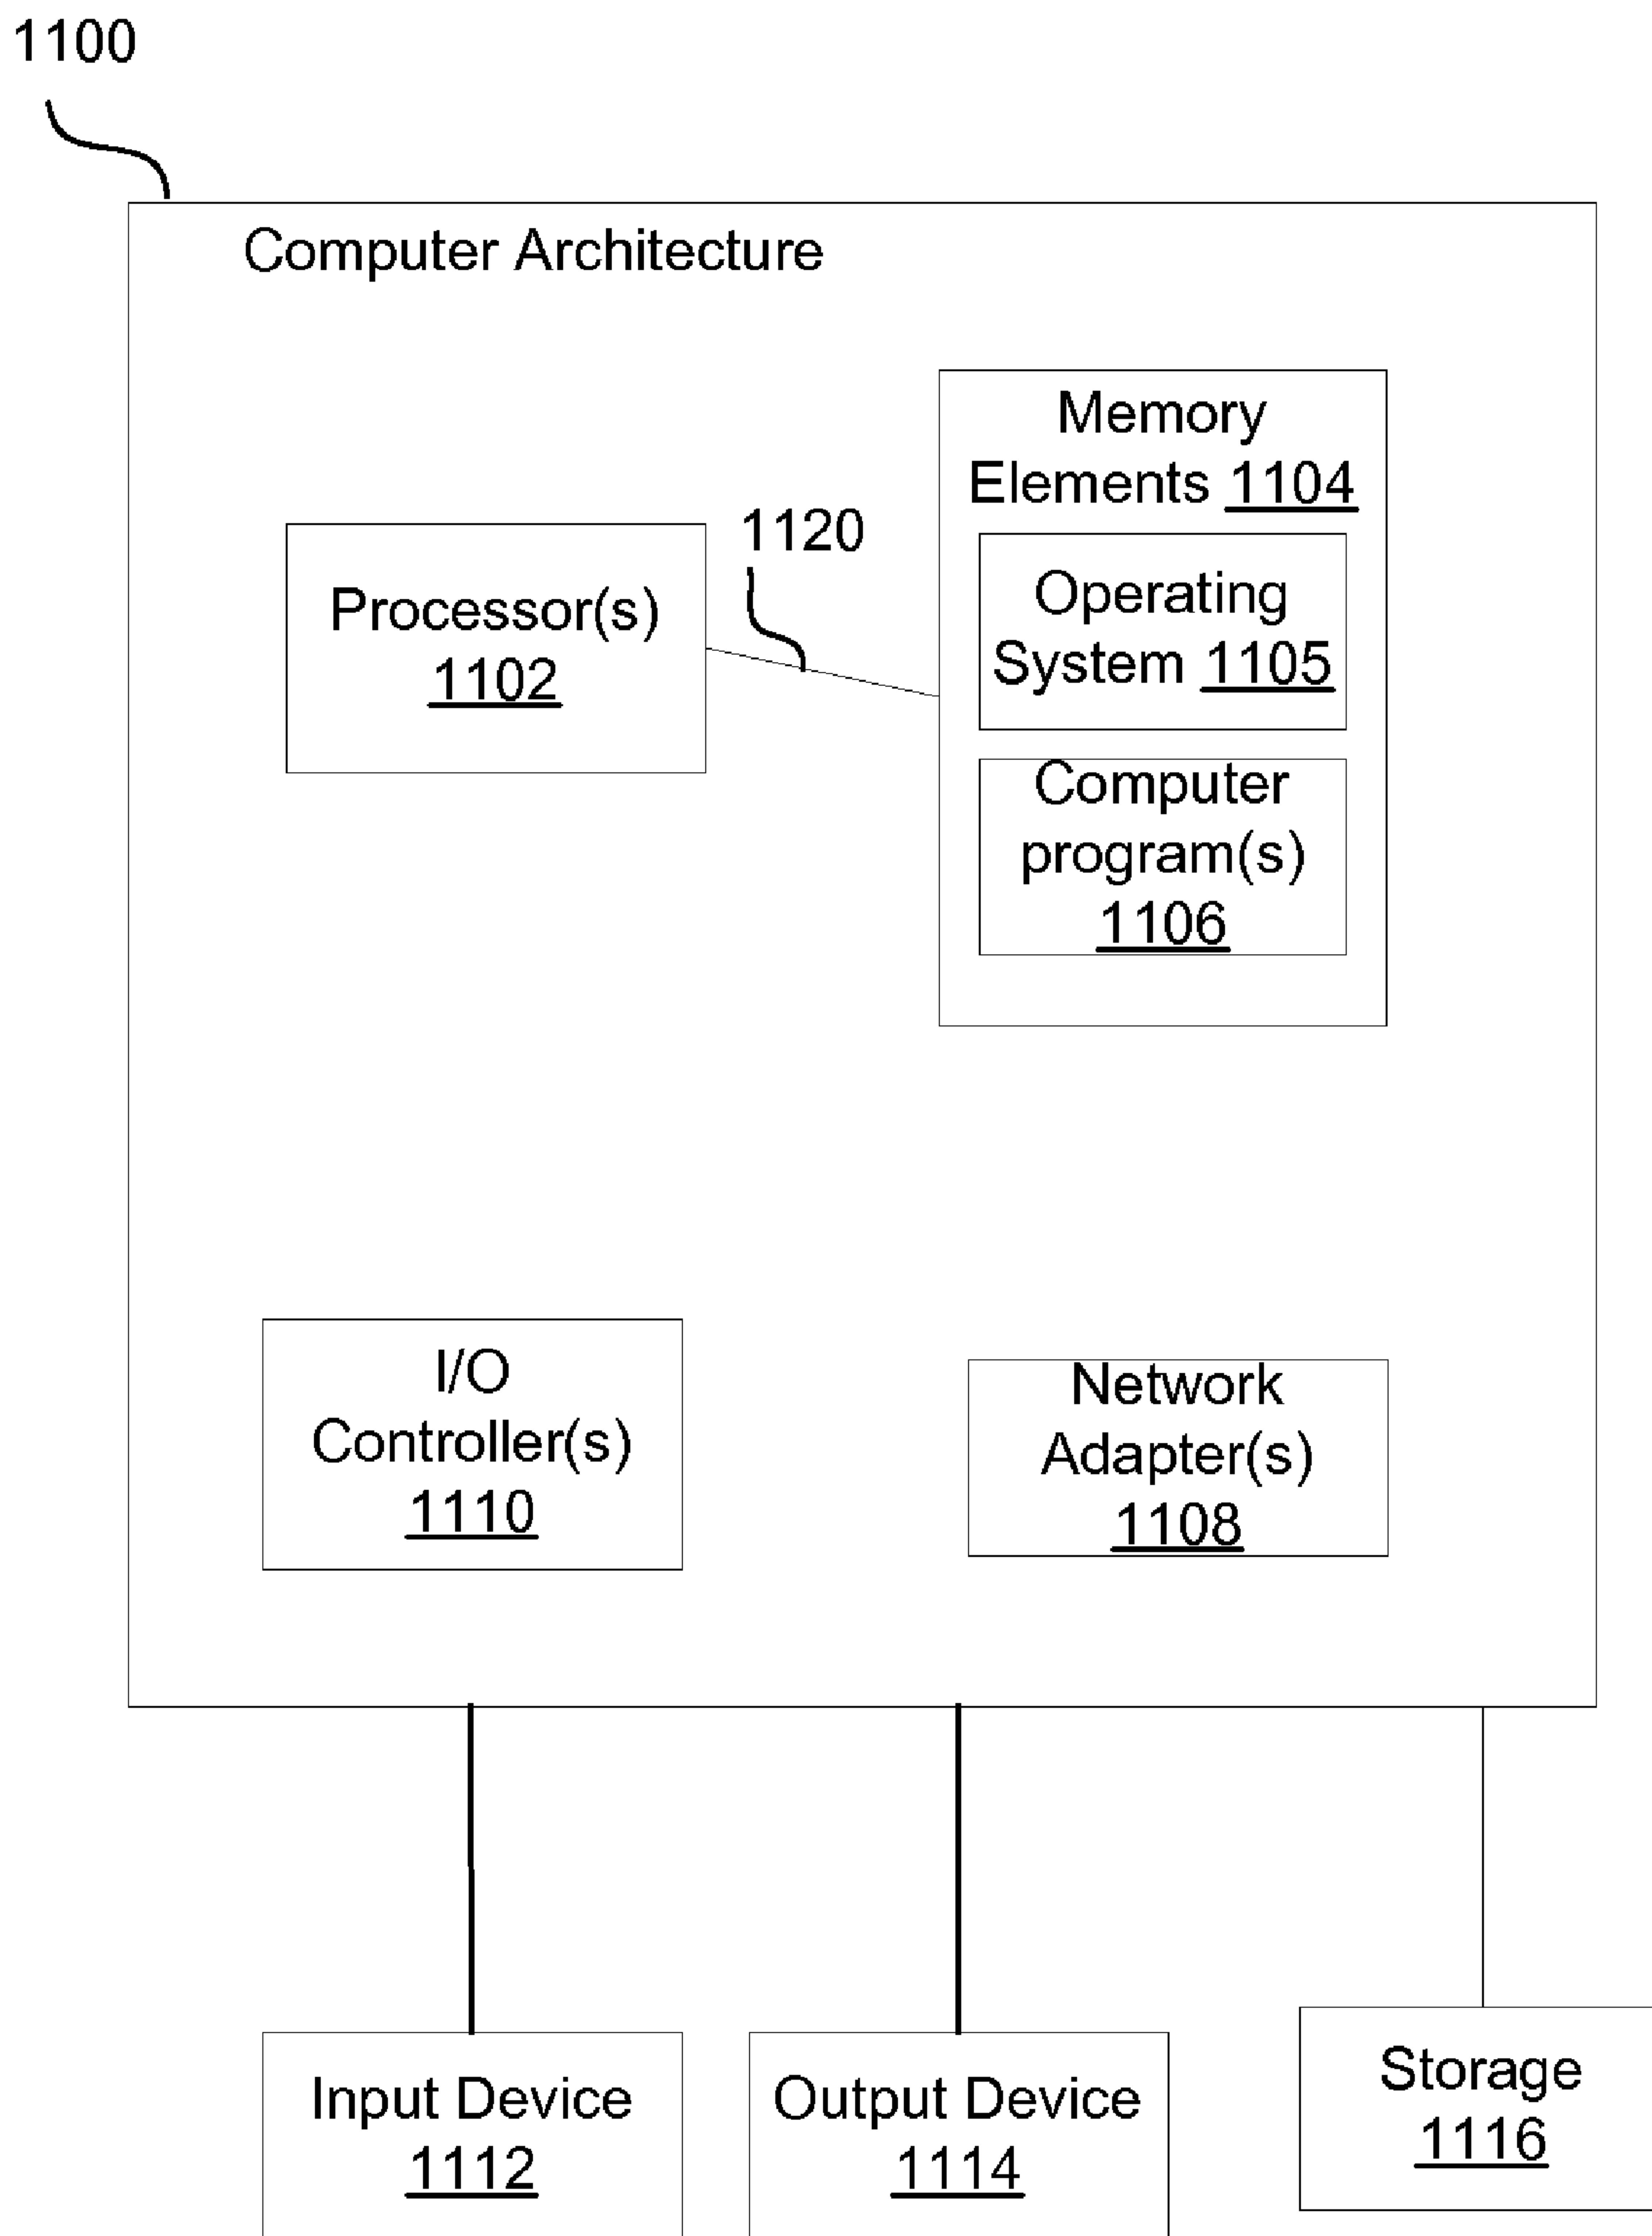 1100
Computer Architecture
Memory
Elements 1104
1120
Operating
System 1105
Processor(s)
1102
Computer
program(s)
1106
I/O
Controller(s)
1110
Network
Adapter(s)
1108
Input Device
1112
Output Device
1114
Storage
1116